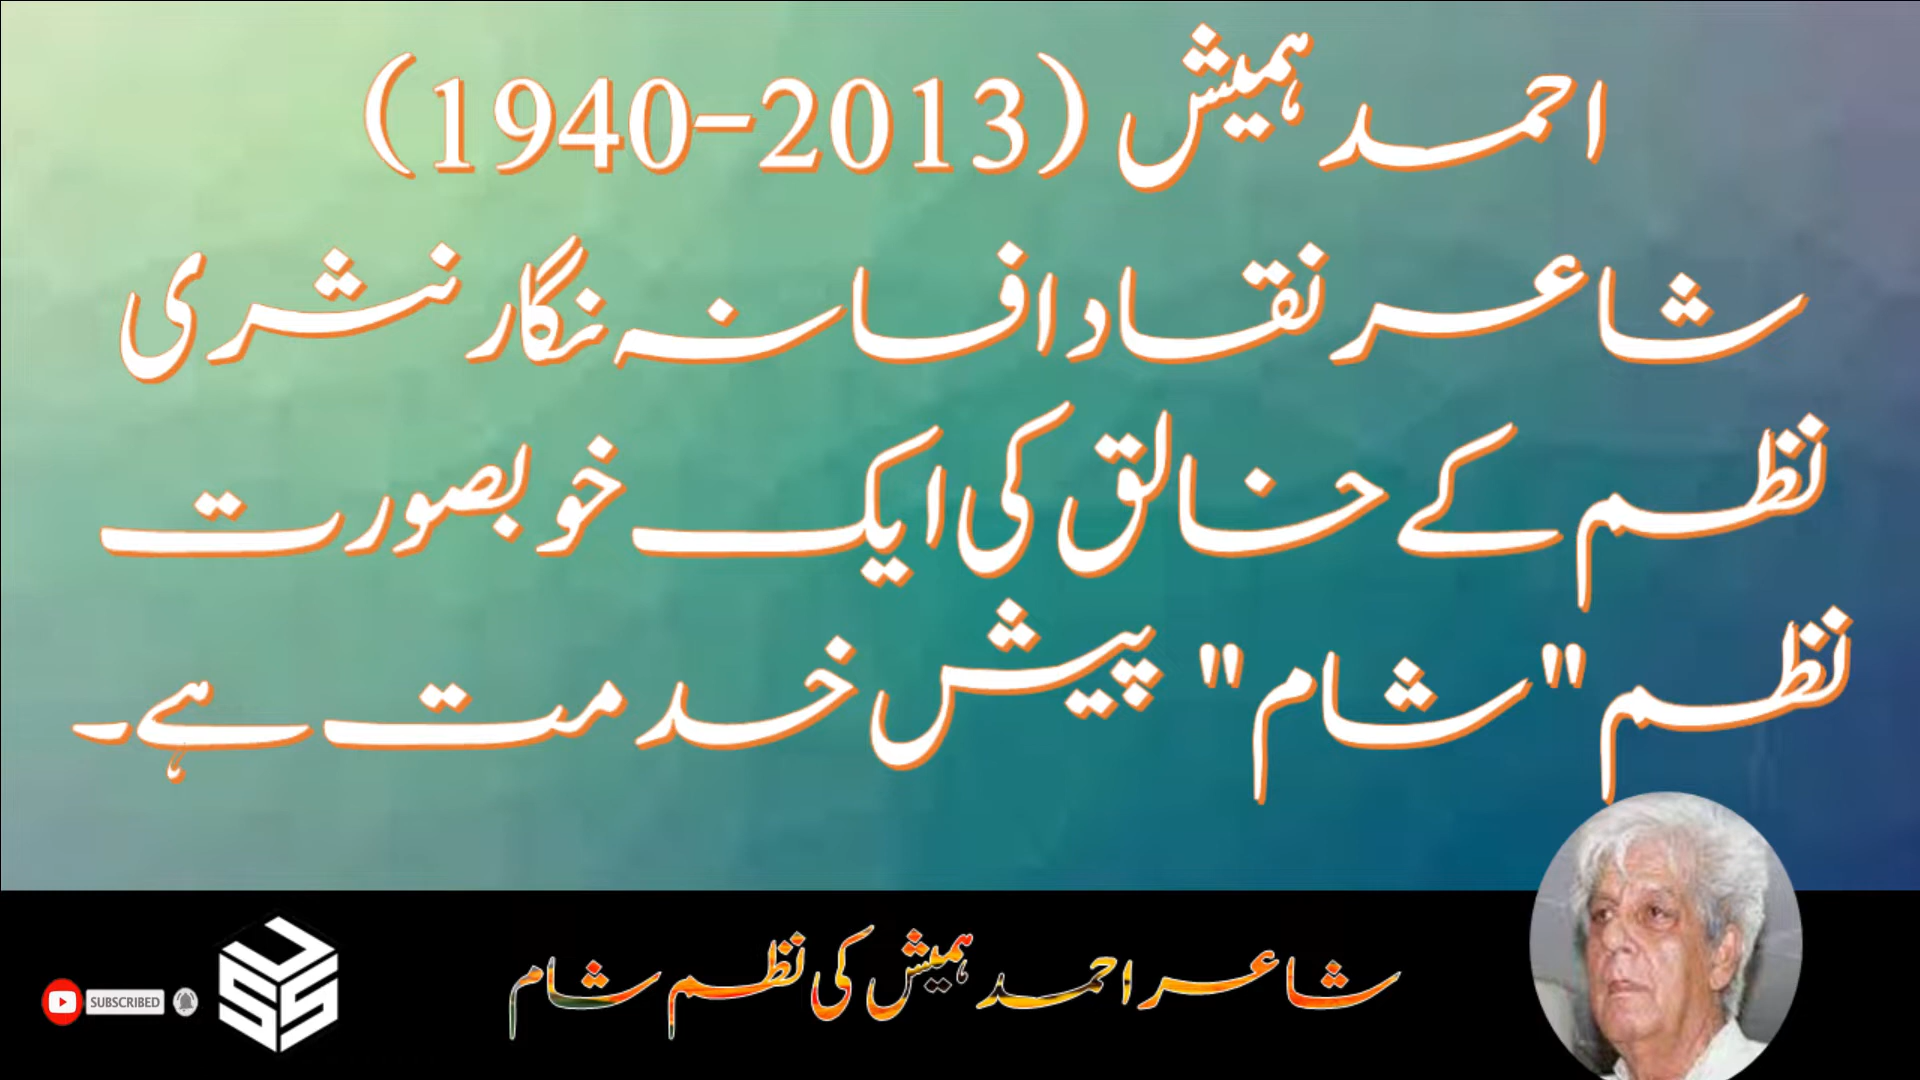 احمد ہمیش (1940-2013)
شاعر نقاد افسانہ نگار نثری
نظم کے خالق کی ایک خوبصورت
نظم "شام" پیش خدمت ہے۔
شاعر احمد ہمیش کی نظم شام
SUBSCRIBED
USS